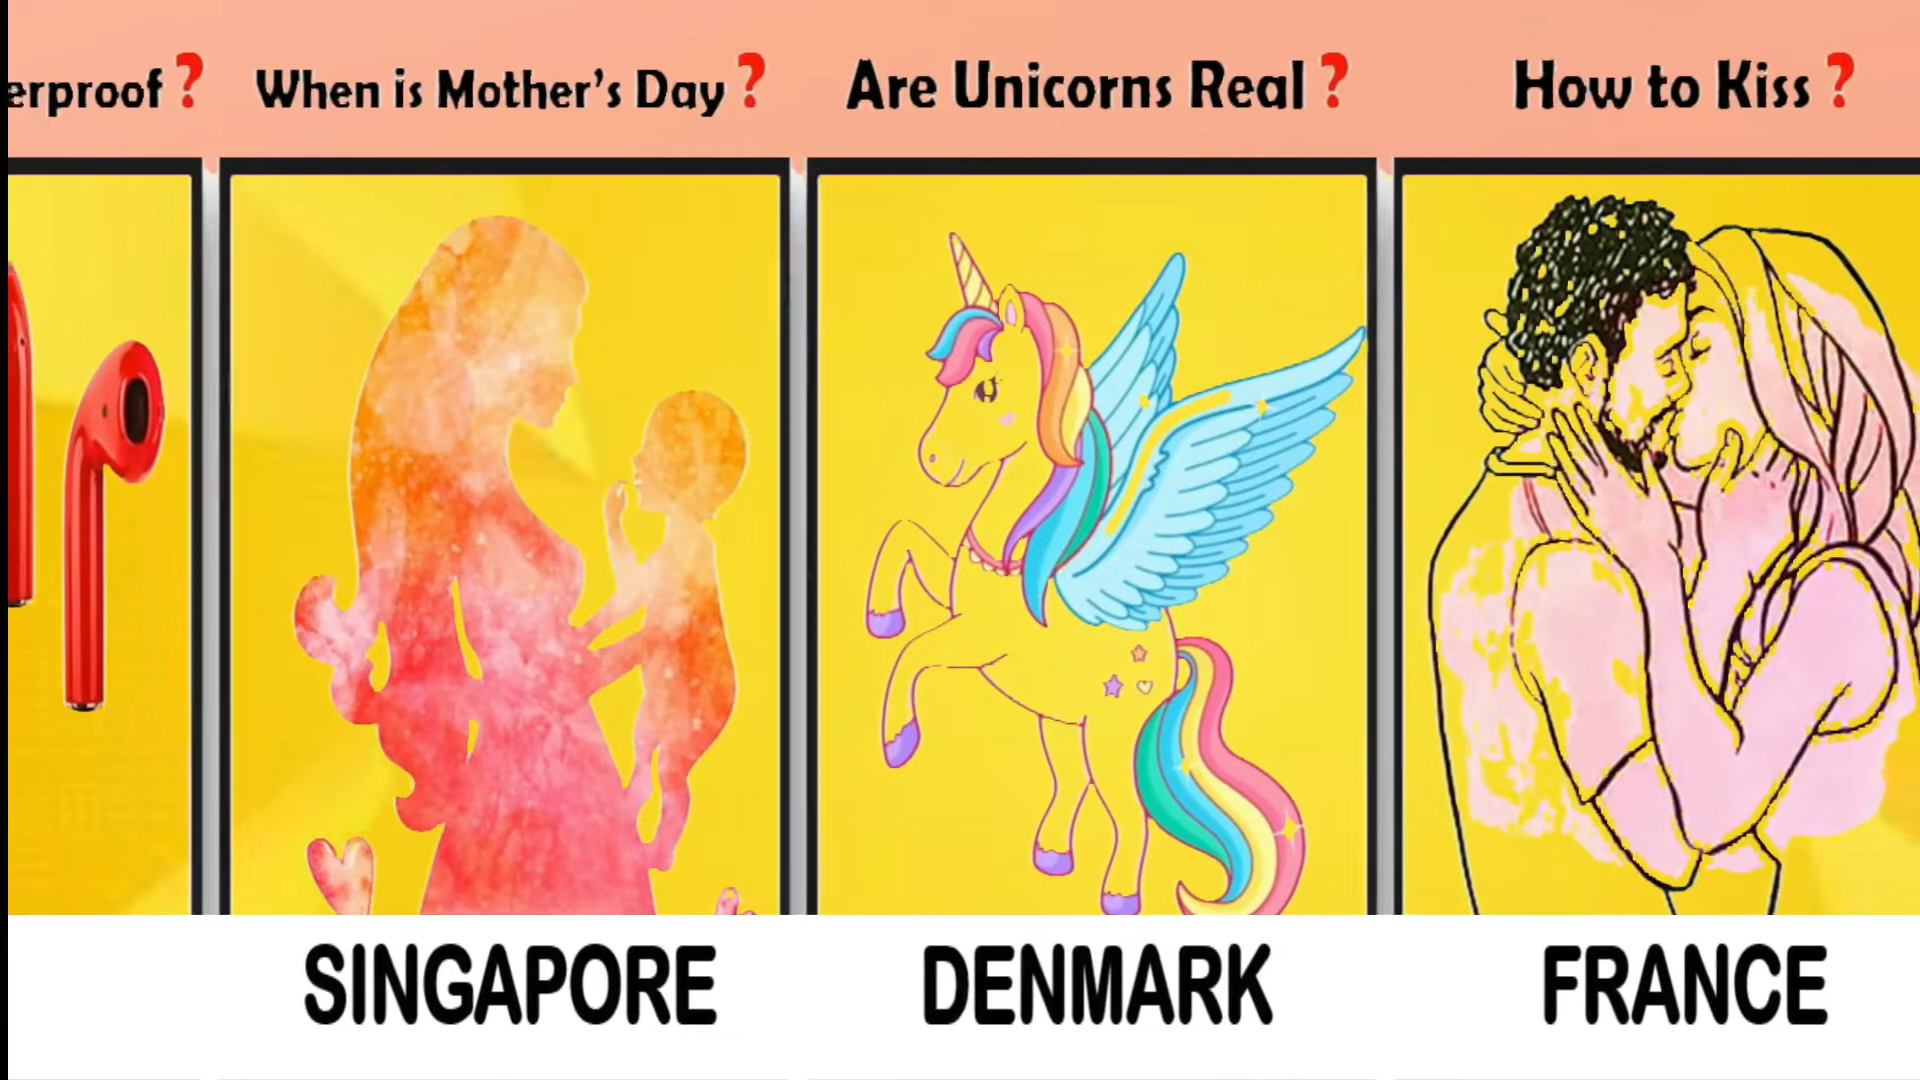 erproof ?
When is Mother's Day ?
Are Unicorns Real ?
How to Kiss ?
SINGAPORE
DENMARK
FRANCE